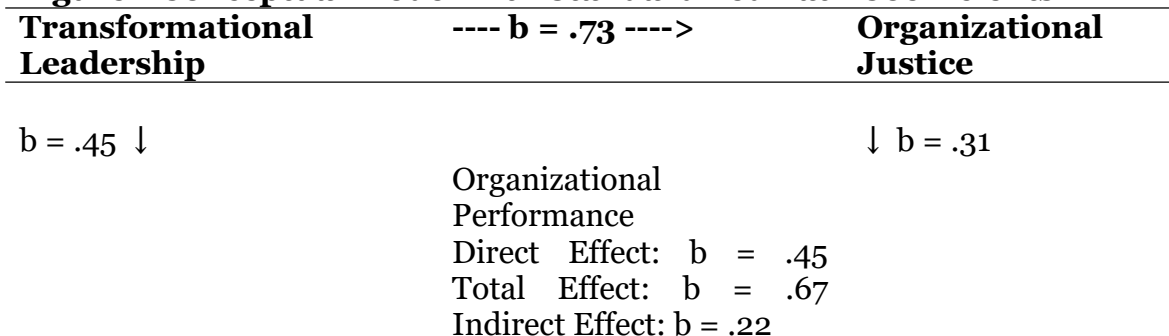 Transformational ---- b = .73 ----> Organizational
Leadership Justice
b = .45 ↓ ↓ b = .31
Organizational
Performance
Direct Effect: b = .45
Total Effect: b = .67
Indirect Effect: b = .22